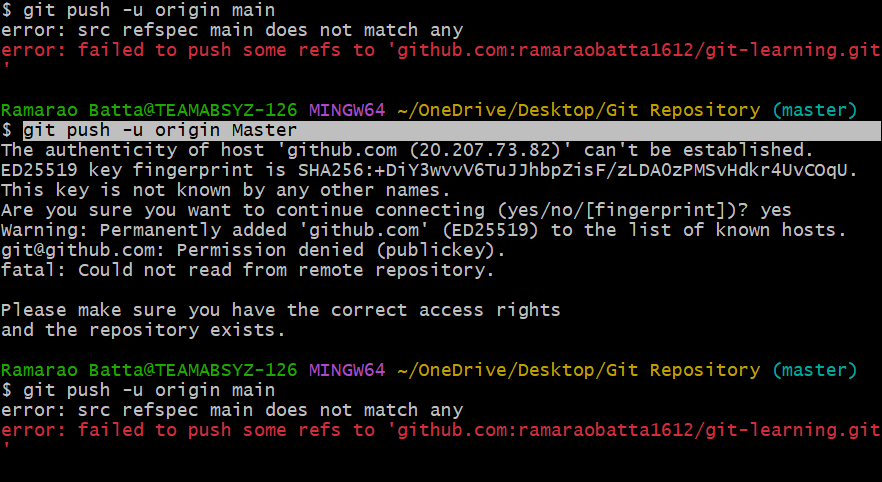 $ git push -u origin main
error: src refspec main does not match any
error: failed to push some refs to 'github.com:ramaraobatta1612/git-learning.git
'
Ramarao Batta@TEAMABSYZ-126 MINGW64 ~/OneDrive/Desktop/Git Repository (master)
$ git push -u origin Master
The authenticity of host 'github.com (20.207.73.82)' can't be established.
ED25519 key fingerprint is SHA256:+DiY3wvvV6TuJJhbpZisF/zLDA0zPMSvHdkr4UvCOqU.
This key is not known by any other names.
Are you sure you want to continue connecting (yes/no/[fingerprint])? yes
Warning: Permanently added 'github.com' (ED25519) to the list of known hosts.
git@github.com: Permission denied (publickey).
fatal: Could not read from remote repository.
Please make sure you have the correct access rights
and the repository exists.
Ramarao Batta@TEAMABSYZ-126 MINGW64 ~/OneDrive/Desktop/Git Repository (master)
$ git push -u origin main
error: src refspec main does not match any
error: failed to push some refs to 'github.com:ramaraobatta1612/git-learning.git
'